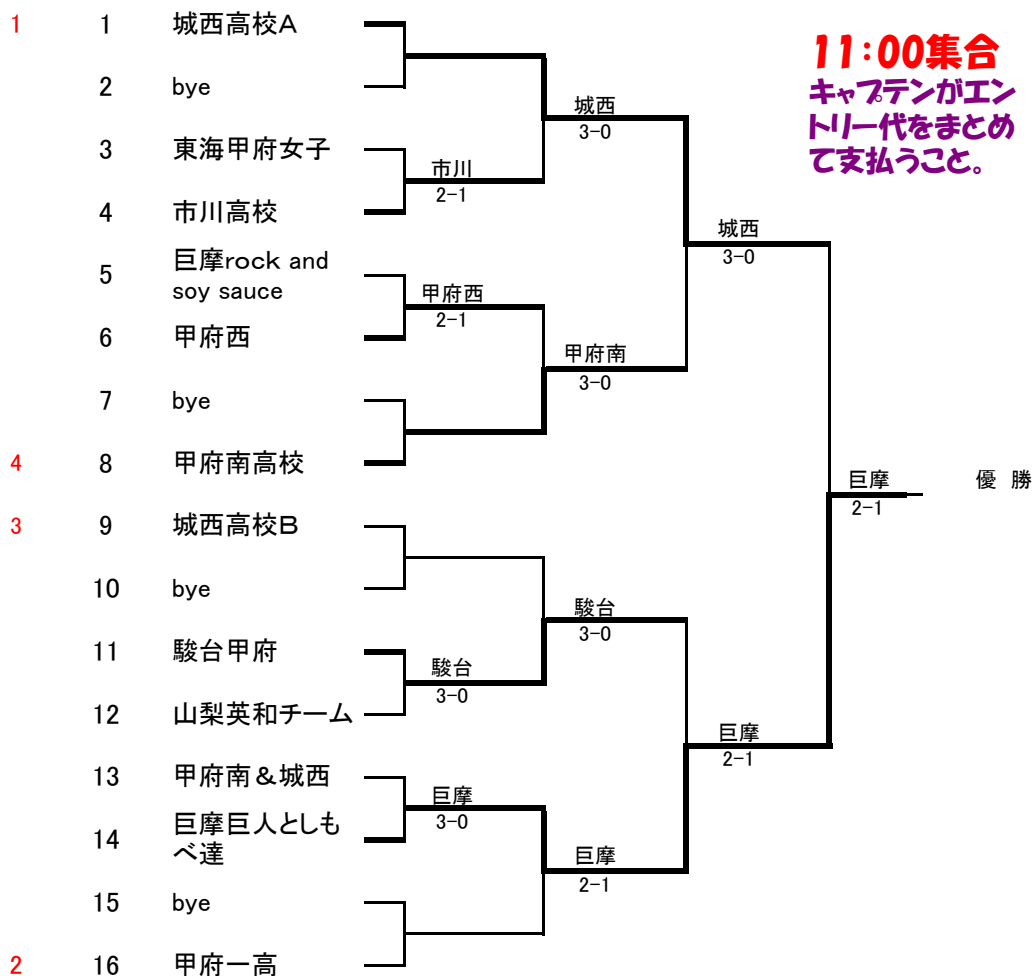 1 1 城西高校A
2 bye
3 東海甲府女子
4 市川高校
5 巨摩rock and
soy sauce
6 甲府西
7 bye
4 8 甲府南高校
3 9 城西高校B
10 bye
11 駿台甲府
12 山梨英和チーム
13 甲府南＆城西
14 巨摩巨人としも
べ達
15 bye
2 16 甲府一高
市川
2-1
甲府西
2-1
駿台
3-0
巨摩
3-0
城西
3-0
甲府南
3-0
駿台
3-0
巨摩
2-1
城西
3-0
巨摩
2-1
巨摩
2-1
優 勝
11:00集合
キャプテンがエン
トリー代をまとめ
て支払うこと。